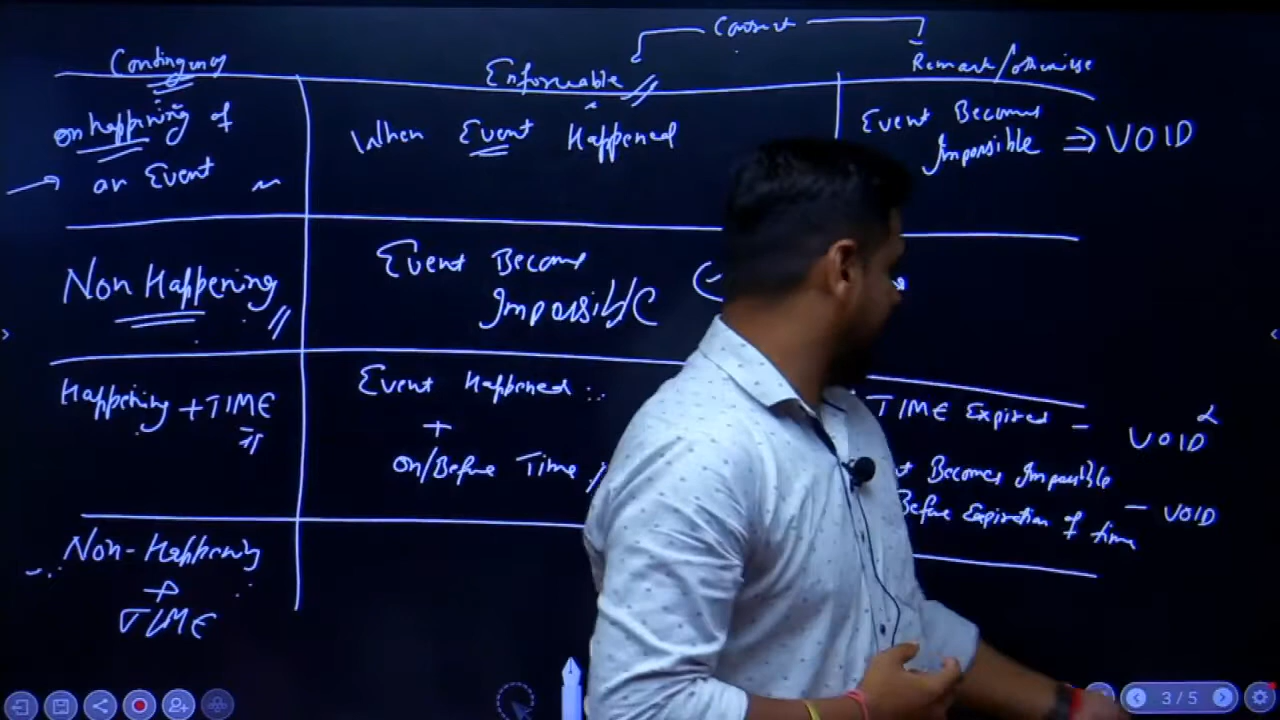 Contract
Contingency
Enforceable
Remark/otherwise
on happening of
an Event
When Event Happened
Event Becomes
Impossible ⇒ VOID
Non Happening
Event Become
Impossible
Happening + TIME
Event Happened
+
On/Before Time
TIME Expired - VOID
Becomes Impossible
Before Expiration of time - VOID
Non-Happening
+
TIME
3/5